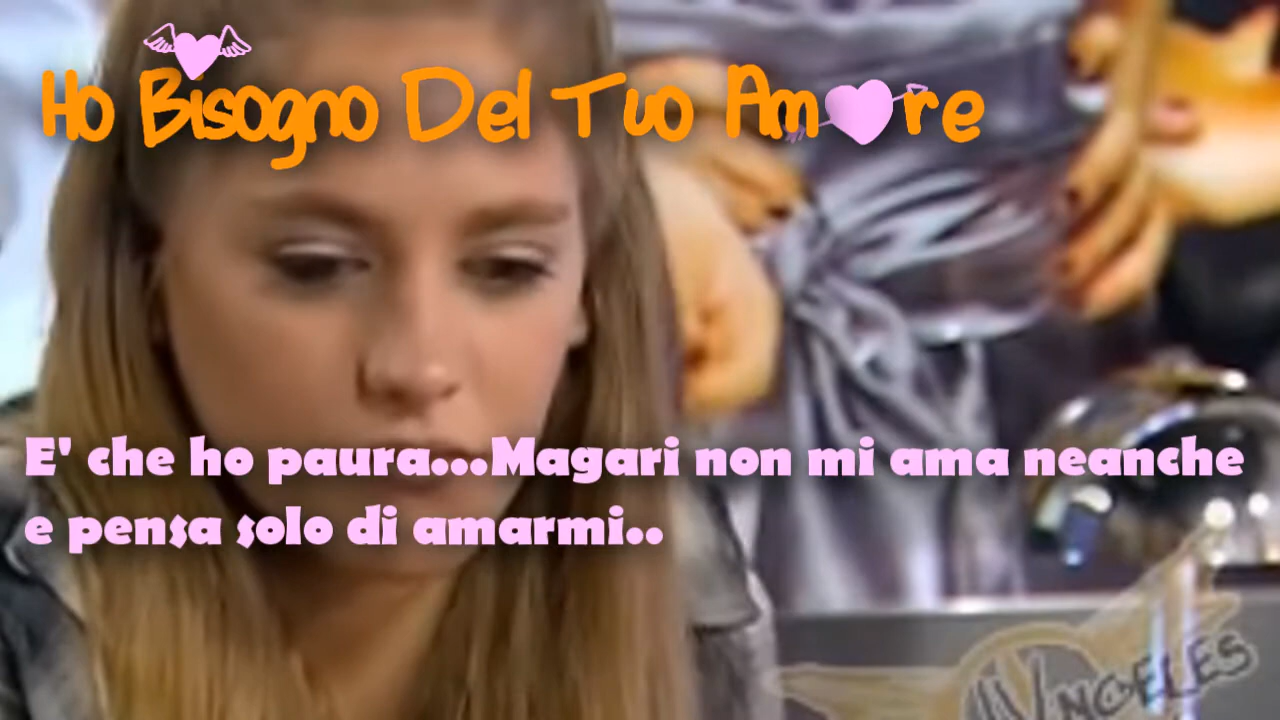 Ho Bisogno Del Tuo Amore
E' che ho paura...Magari non mi ama neanche
e pensa solo di amarmi..